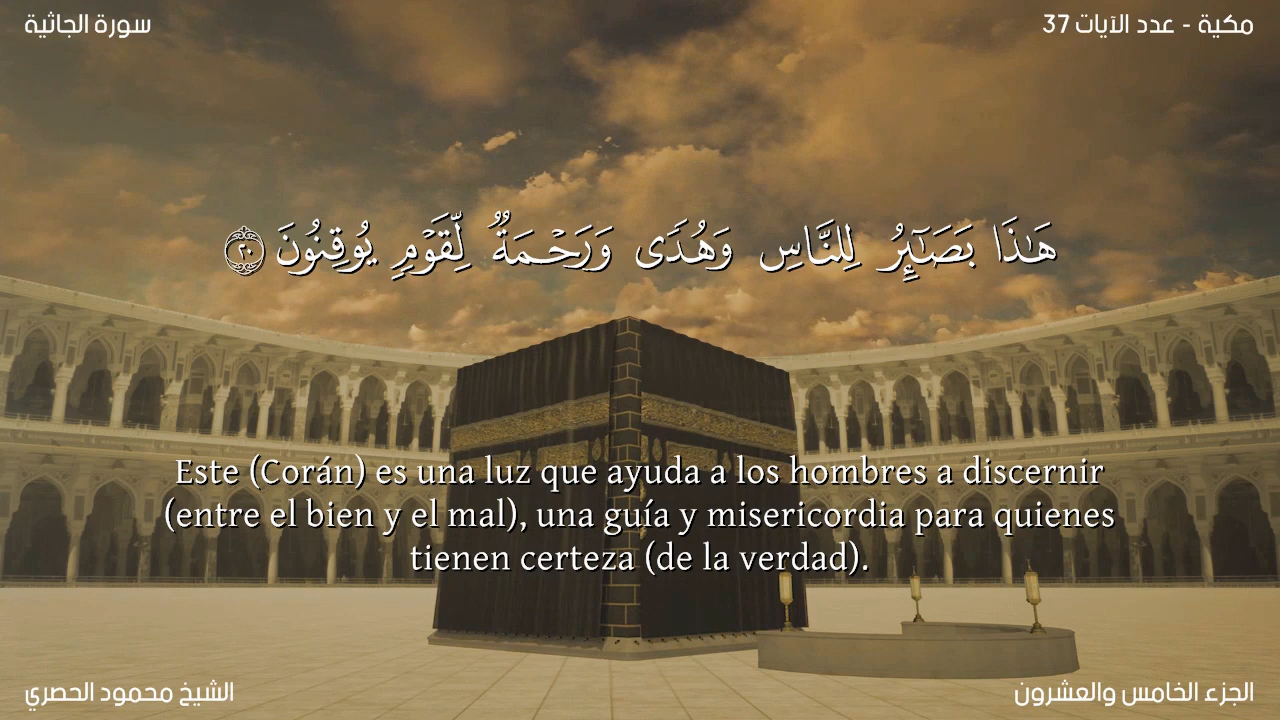 سورة الجاثية
مكية - عدد الآيات 37
هَـٰذَا بَصَـٰٓئِرُ لِلنَّاسِ وَهُدًى وَرَحْمَةٌ لِّقَوْمٍ يُوقِنُونَ ٢٠
Este (Corán) es una luz que ayuda a los hombres a discernir
(entre el bien y el mal), una guía y misericordia para quienes
tienen certeza (de la verdad).
الشيخ محمود الحصري
الجزء الخامس والعشرون